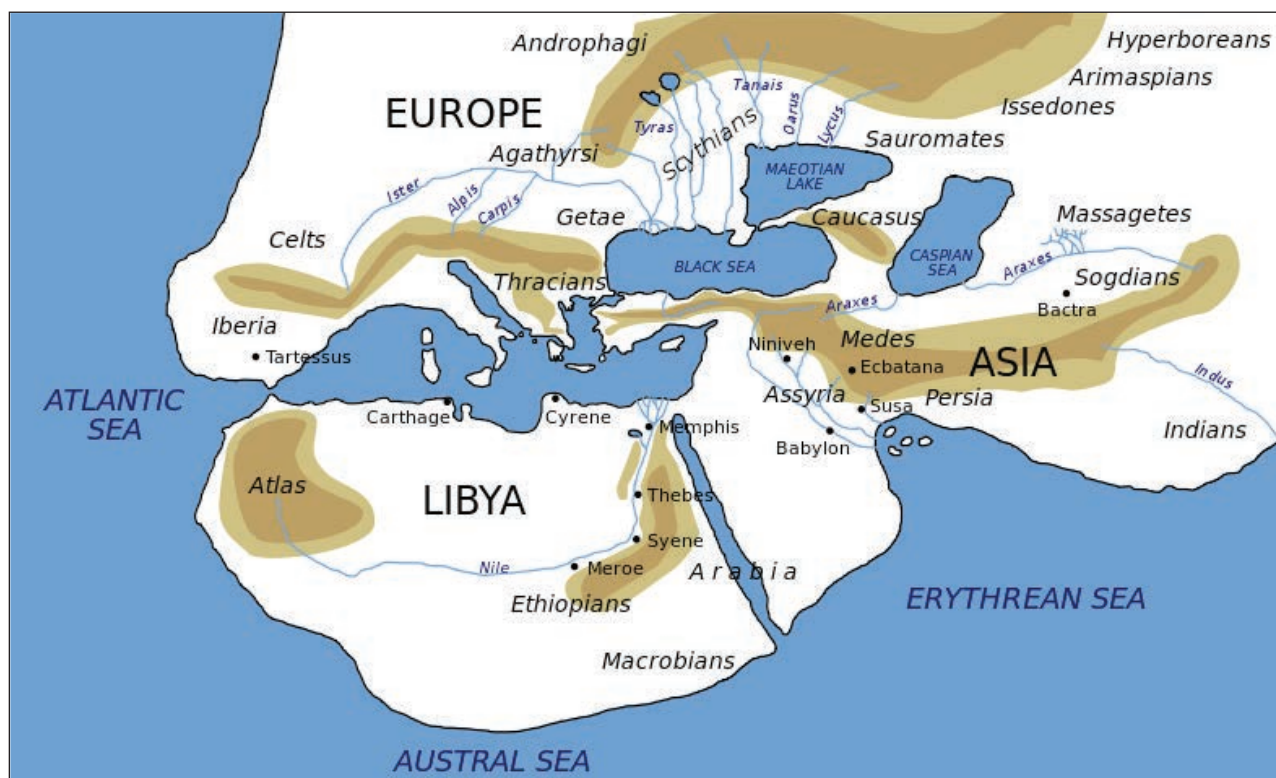 Androphagi
Hyperboreans
Arimaspians
Issedones
EUROPE
Tanais
Oarus
Lycus
Tyras
Scythians
Sauromates
Agathyrsi
MAEOTIAN
LAKE
Ister
Alpis
Carpis
Getae
Caucasus
Massagetes
Celts
BLACK SEA
CASPIAN
SEA
Araxes
Sogdians
Thracians
Araxes
Bactra
Iberia
Tartessus
Niniveh
Medes
Ecbatana
ASIA
Indus
Assyria
Susa
Persia
ATLANTIC
SEA
Carthage
Cyrene
Memphis
Babylon
Indians
Atlas
LIBYA
Thebes
Syene
Nile
Meroe
Arabia
Ethiopians
ERYTHREAN SEA
Macrobians
AUSTRAL SEA